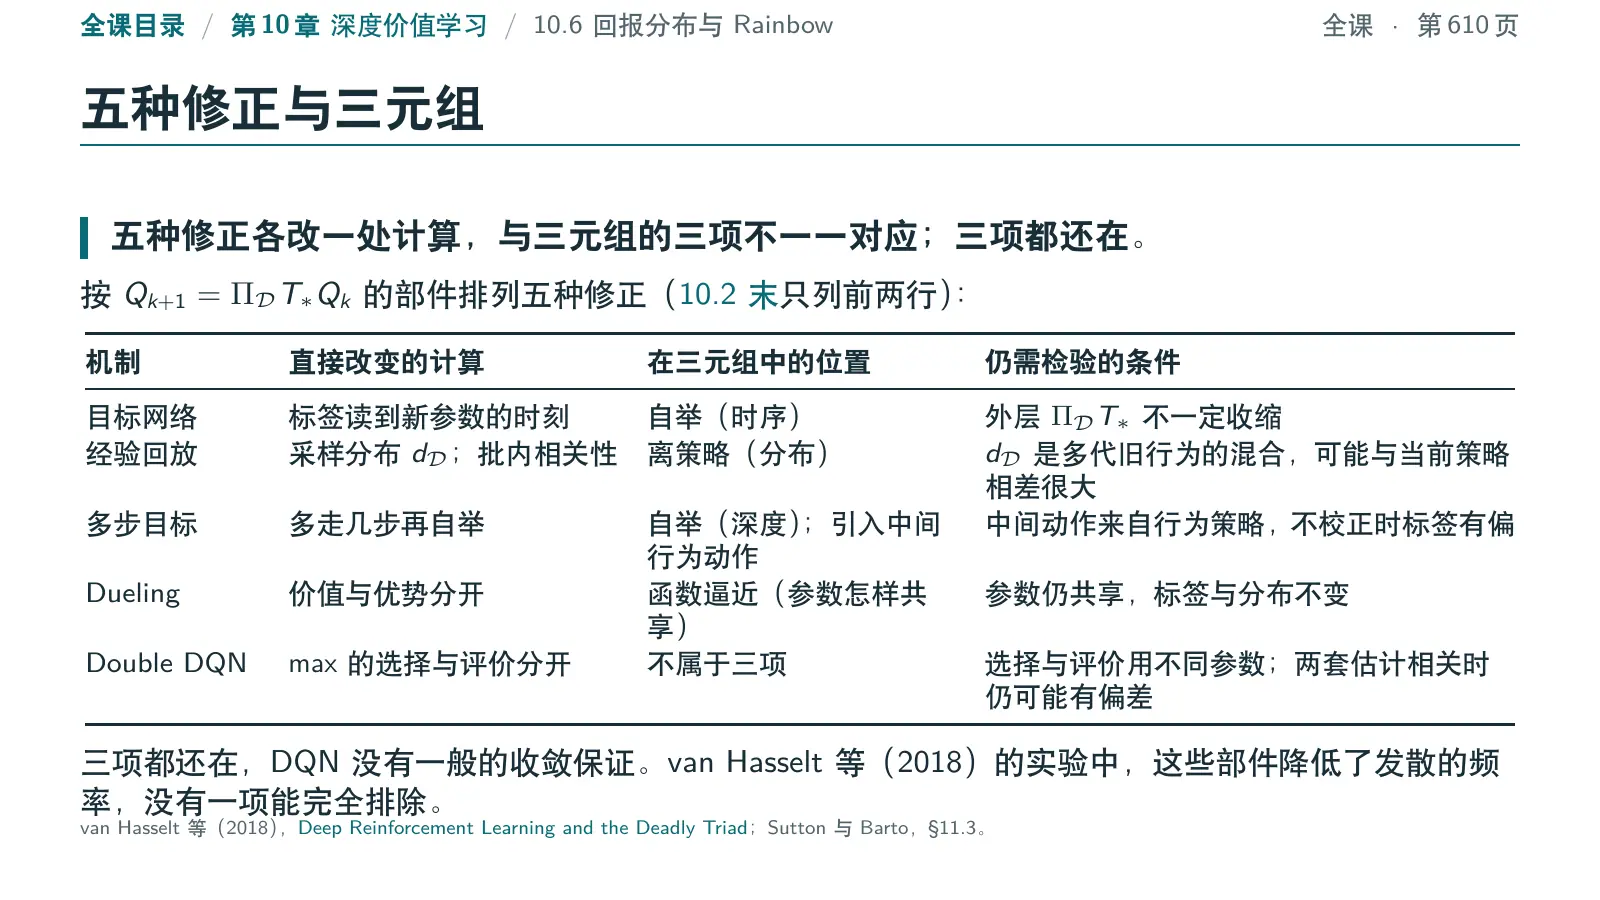 全课目录 / 第 10 章 深度价值学习 / 10.6 回报分布与 Rainbow
全课 · 第 610 页
五种修正与三元组
五种修正各改一处计算，与三元组的三项不一一对应；三项都还在。
按 Q_{k+1} = Π_𝒟 T_* Q_k 的部件排列五种修正（10.2 末只列前两行）：
机制 直接改变的计算 在三元组中的位置 仍需检验的条件
目标网络 标签读到新参数的时刻 自举（时序） 外层 Π_𝒟 T_* 不一定收缩
经验回放 采样分布 d_𝒟；批内相关性 离策略（分布） d_𝒟 是多代旧行为的混合，可能与当前策略
相差很大
多步目标 多走几步再自举 自举（深度）；引入中间 中间动作来自行为策略，不校正时标签有偏
行为动作
Dueling 价值与优势分开 函数逼近（参数怎样共 参数仍共享，标签与分布不变
享）
Double DQN max 的选择与评价分开 不属于三项 选择与评价用不同参数；两套估计相关时
仍可能有偏差
三项都还在，DQN 没有一般的收敛保证。van Hasselt 等（2018）的实验中，这些部件降低了发散的频
率，没有一项能完全排除。
van Hasselt 等（2018），Deep Reinforcement Learning and the Deadly Triad；Sutton 与 Barto，§11.3。